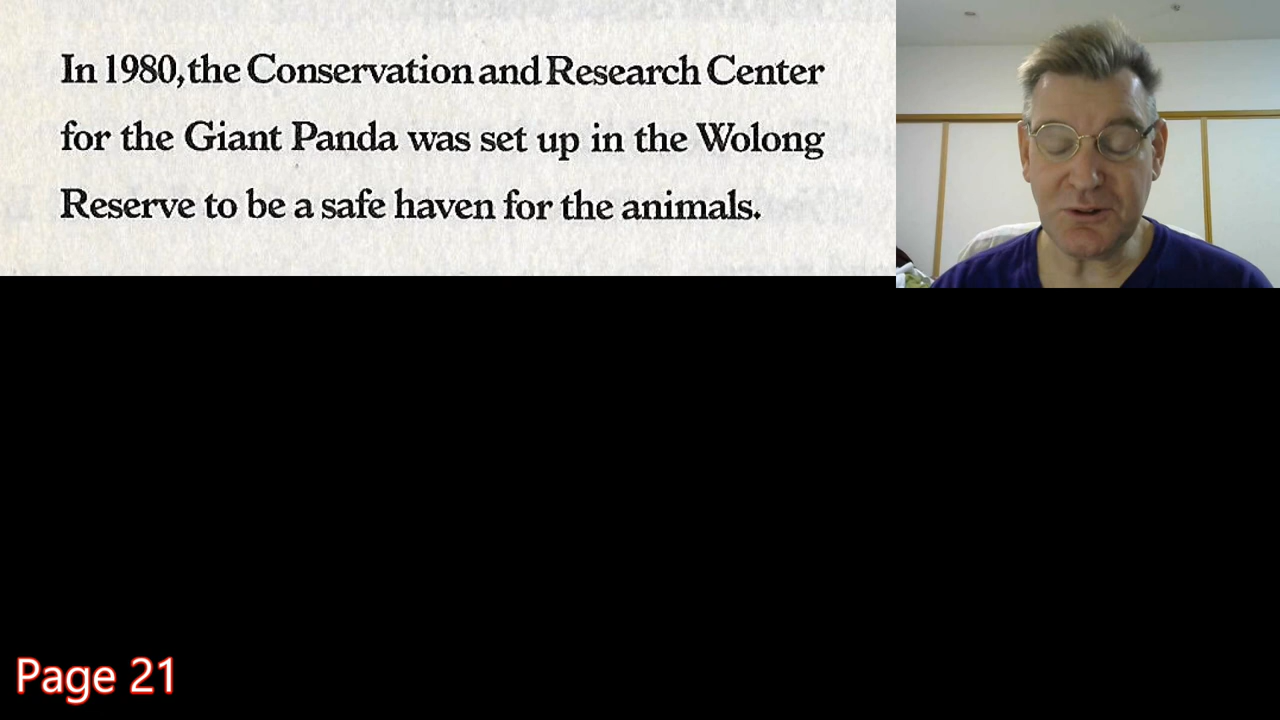 In 1980, the Conservation and Research Center
for the Giant Panda was set up in the Wolong
Reserve to be a safe haven for the animals.
Page 21